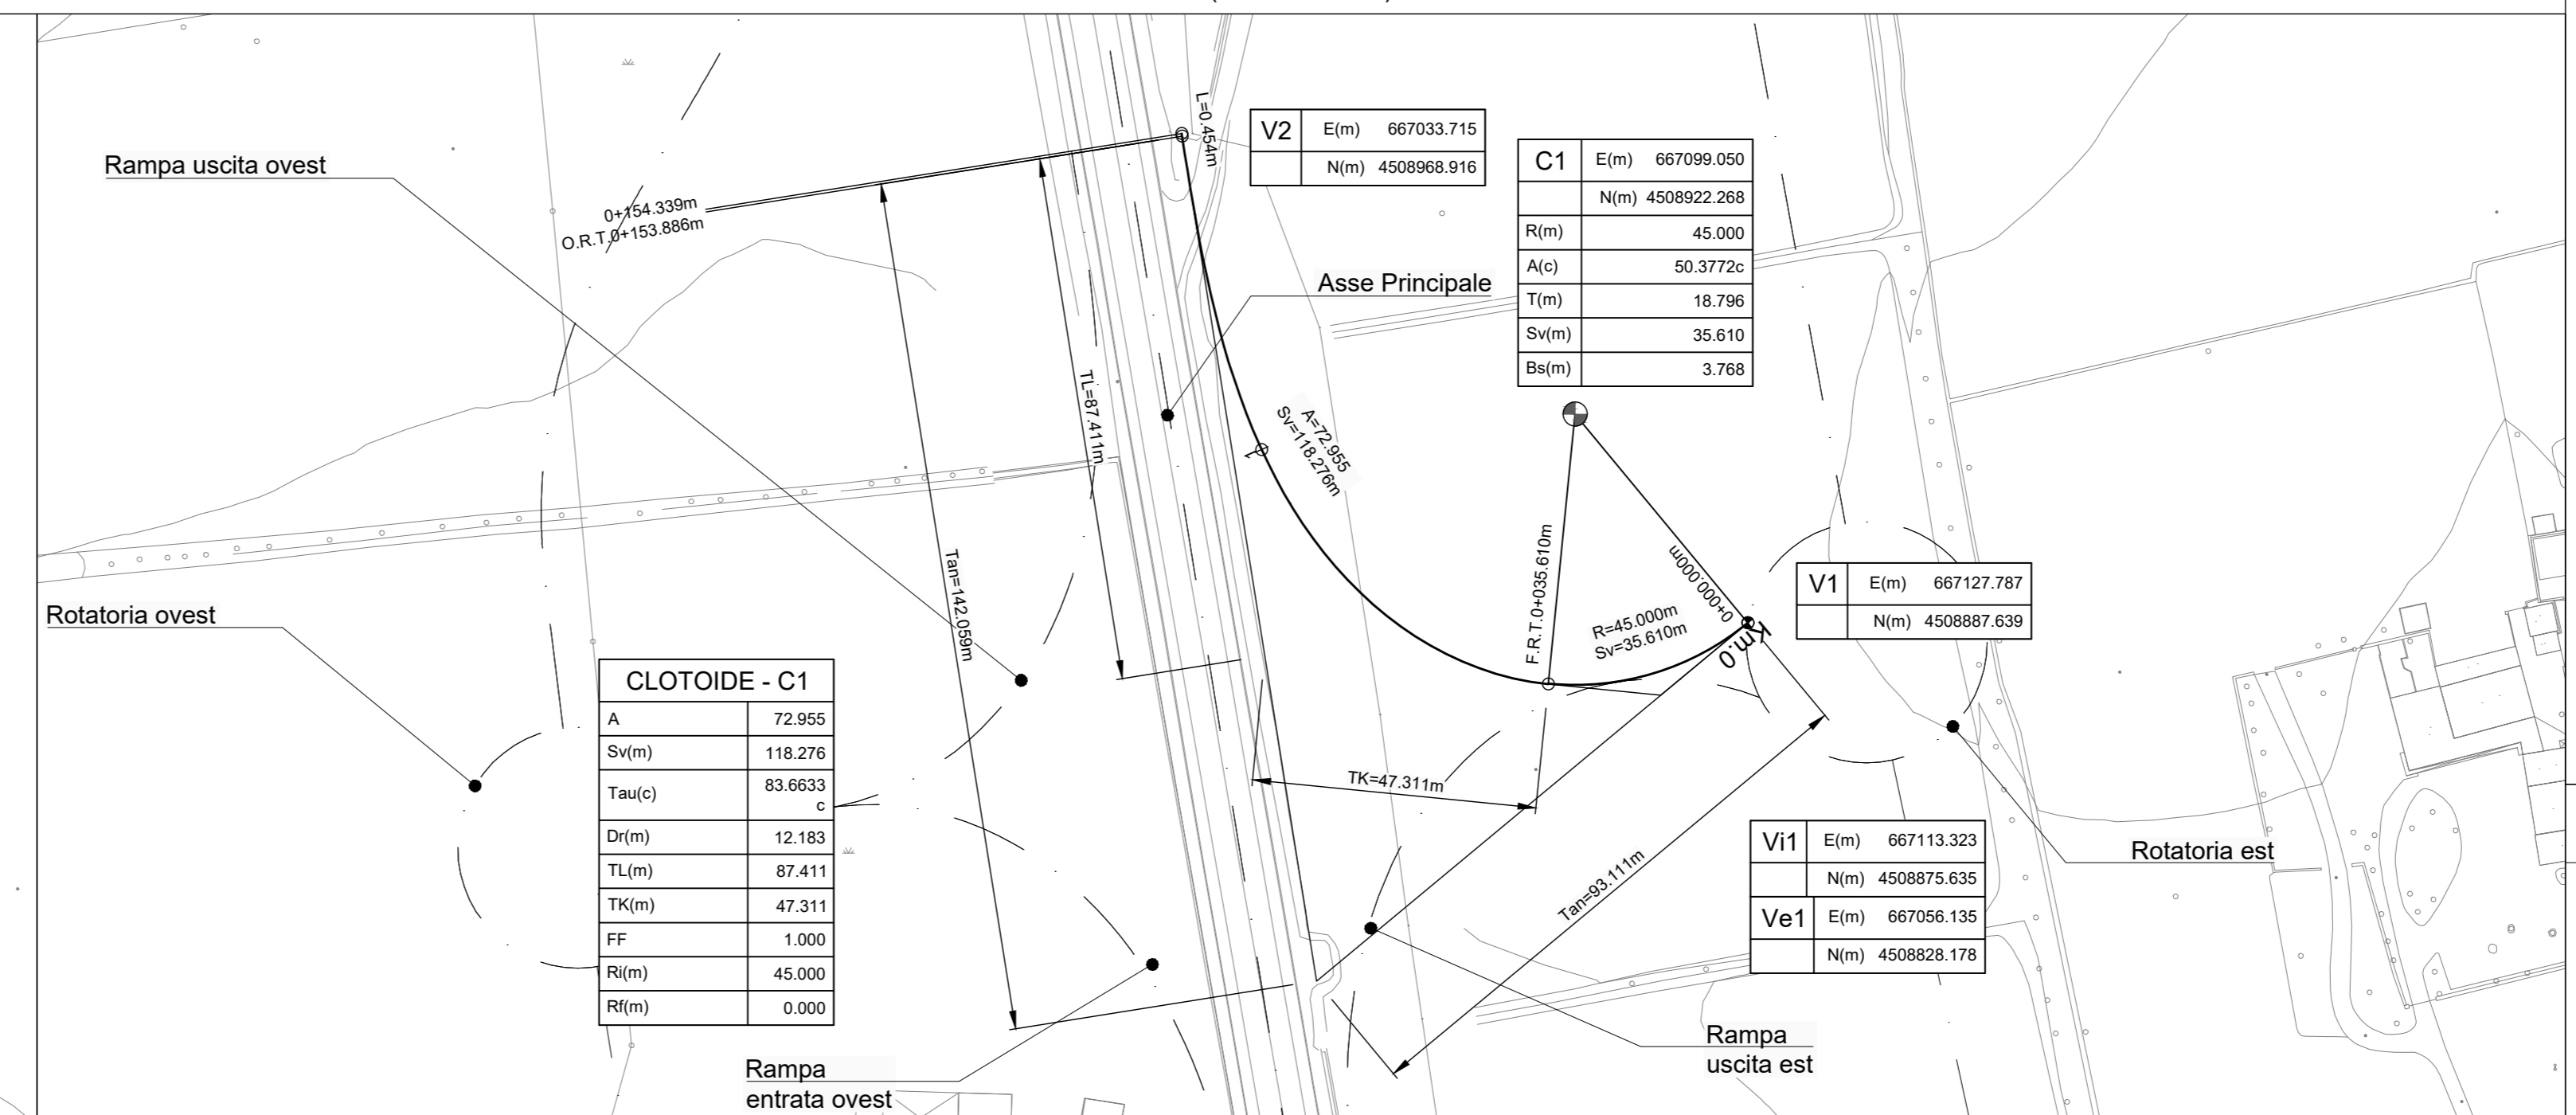 L=0.454m
V2 E(m) 667033.715
N(m) 4508968.916
C1 E(m) 667099.050
N(m) 4508922.268
R(m) 45.000
A(c) 50.3772c
T(m) 18.796
Sv(m) 35.610
Bs(m) 3.768
Rampa uscita ovest
0+154.339m
O.R.T.0+153.886m
Asse Principale
TL=87.411m
A=72.955
Sv=118.276m
Tan=142.059m
1
F.R.T.0+035.610m
0+000.000m
Km.0
R=45.000m
Sv=35.610m
V1 E(m) 667127.787
N(m) 4508887.639
Rotatoria ovest
CLOTOIDE - C1
A 72.955
Sv(m) 118.276
Tau(c) 83.6633
c
Dr(m) 12.183
TL(m) 87.411
TK(m) 47.311
FF 1.000
Ri(m) 45.000
Rf(m) 0.000
TK=47.311m
Tan=93.111m
Vi1 E(m) 667113.323
N(m) 4508875.635
Ve1 E(m) 667056.135
N(m) 4508828.178
Rotatoria est
Rampa
uscita est
Rampa
entrata ovest